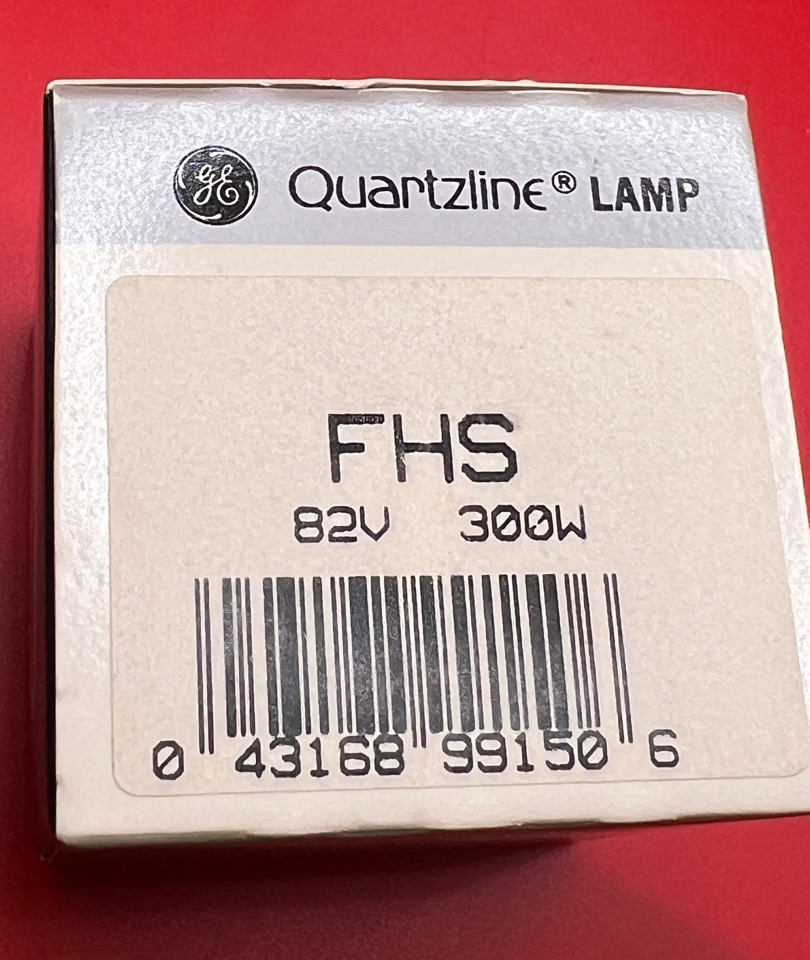 GE Quartzline® LAMP
FHS
82V 300W
0 43168 99150 6